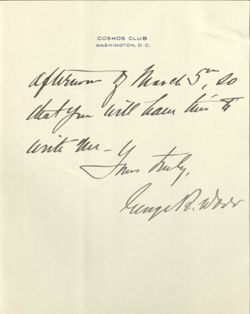 COSMOS CLUB
WASHINGTON, D.C.
afternoon of March 5th, so
that you will have time to
write me –
Yours truly,
George R.